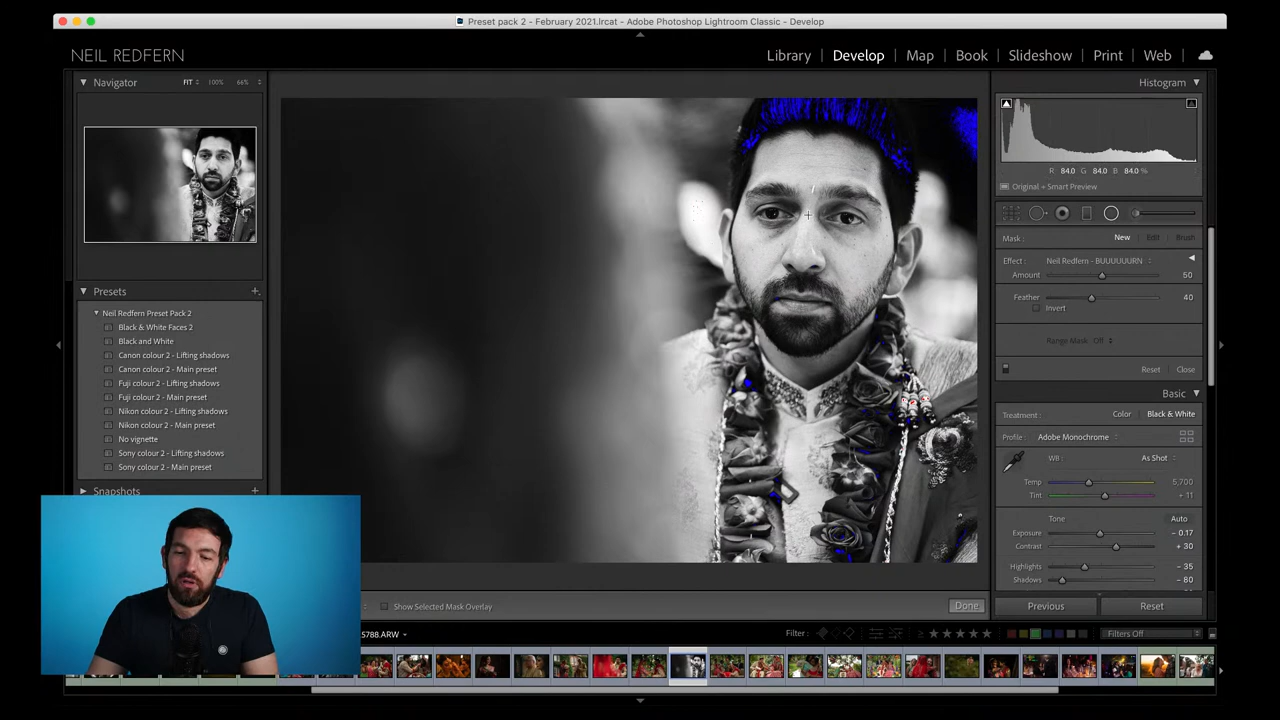 Preset pack 2 - February 2021.lrcat - Adobe Photoshop Lightroom Classic - Develop
NEIL REDFERN
Library | Develop | Map | Book | Slideshow | Print | Web
Navigator FIT 100% 66%
Histogram
R 84.0 G 84.0 B 84.0 %
Original + Smart Preview
Mask : New Edit Brush
Effect : Neil Redfern - BUUUUUURN
Amount 50
Feather 40
Invert
Range Mask : Off
Reset Close
Presets
Neil Redfern Preset Pack 2
Black & White Faces 2
Black and White
Canon colour 2 - Lifting shadows
Canon colour 2 - Main preset
Fuji colour 2 - Lifting shadows
Fuji colour 2 - Main preset
Nikon colour 2 - Lifting shadows
Nikon colour 2 - Main preset
No vignette
Sony colour 2 - Lifting shadows
Sony colour 2 - Main preset
Snapshots
Basic
Treatment : Color Black & White
Profile : Adobe Monochrome
WB : As Shot
Temp 5,700
Tint + 11
Tone Auto
Exposure – 0.17
Contrast + 30
Highlights – 35
Shadows – 80
Show Selected Mask Overlay
Done
Previous
Reset
S788.ARW
Filter :
Filters Off